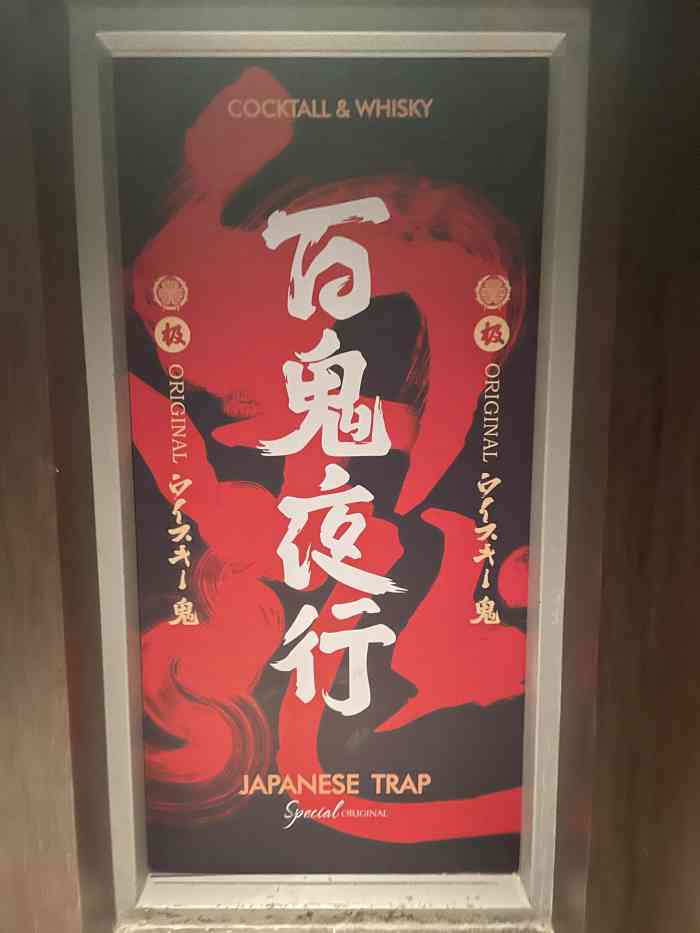 COCKTALL & WHISKY
百鬼夜行
极
ORIGINAL
ウイスキー鬼
极
ORIGINAL
ウイスキー鬼
JAPANESE TRAP
Special ORIGINAL